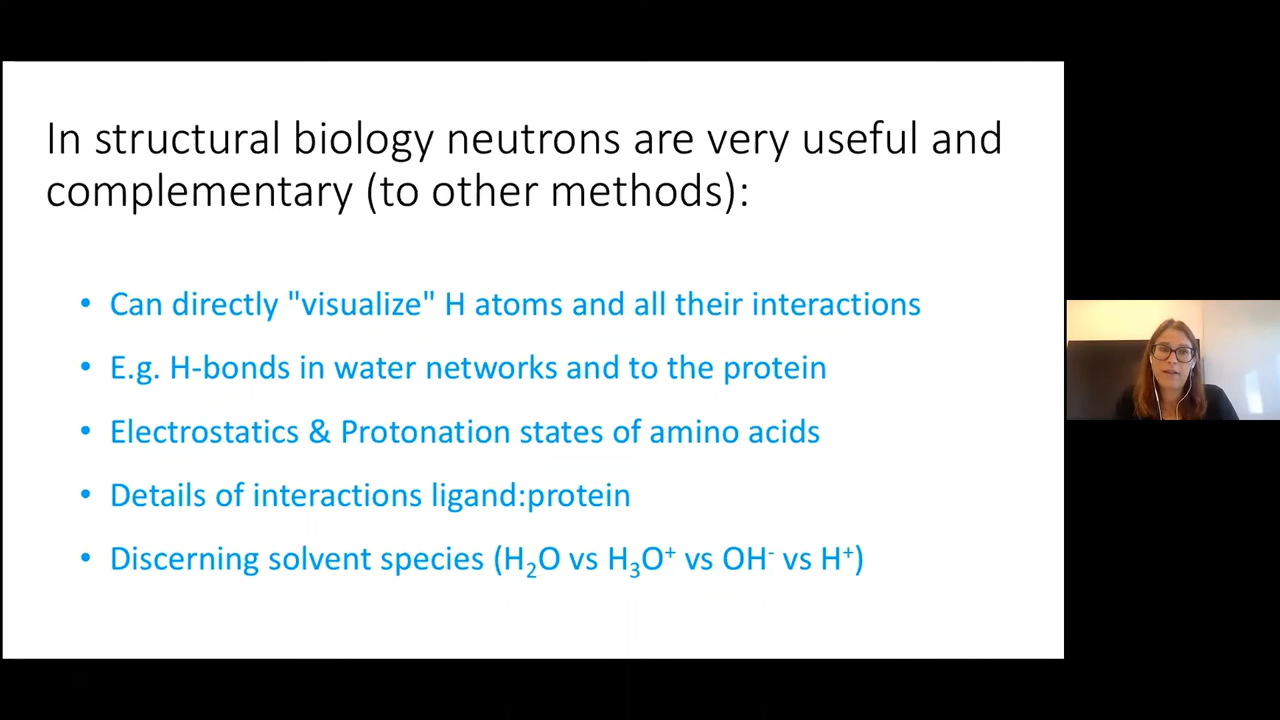 In structural biology neutrons are very useful and
complementary (to other methods):
• Can directly "visualize" H atoms and all their interactions
• E.g. H-bonds in water networks and to the protein
• Electrostatics & Protonation states of amino acids
• Details of interactions ligand:protein
• Discerning solvent species (H₂O vs H₃O⁺ vs OH⁻ vs H⁺)